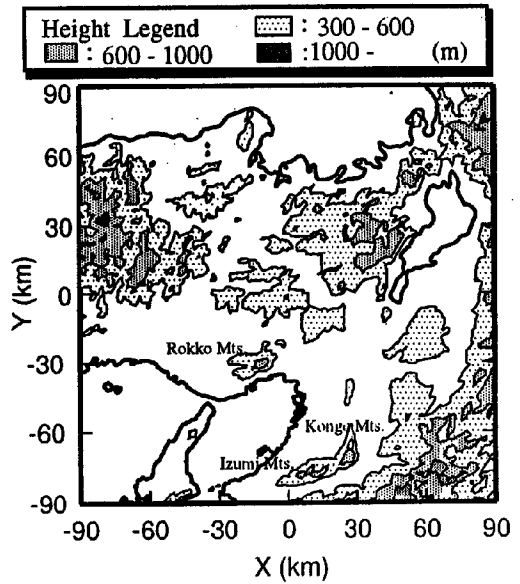 Height Legend : 300 - 600
: 600 - 1000 :1000 - (m)
90
60
30
0
-30
-60
-90
Y (km)
Rokko Mts.
Kongo Mts.
Izumi Mts.
-90 -60 -30 0 30 60 90
X (km)